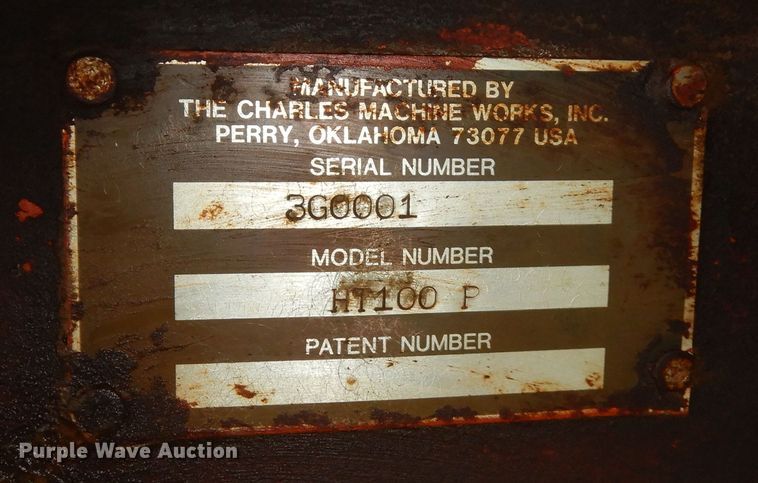 MANUFACTURED BY
THE CHARLES MACHINE WORKS, INC.
PERRY, OKLAHOMA 73077 USA
SERIAL NUMBER
3G0001
MODEL NUMBER
HT100 P
PATENT NUMBER
Purple Wave Auction